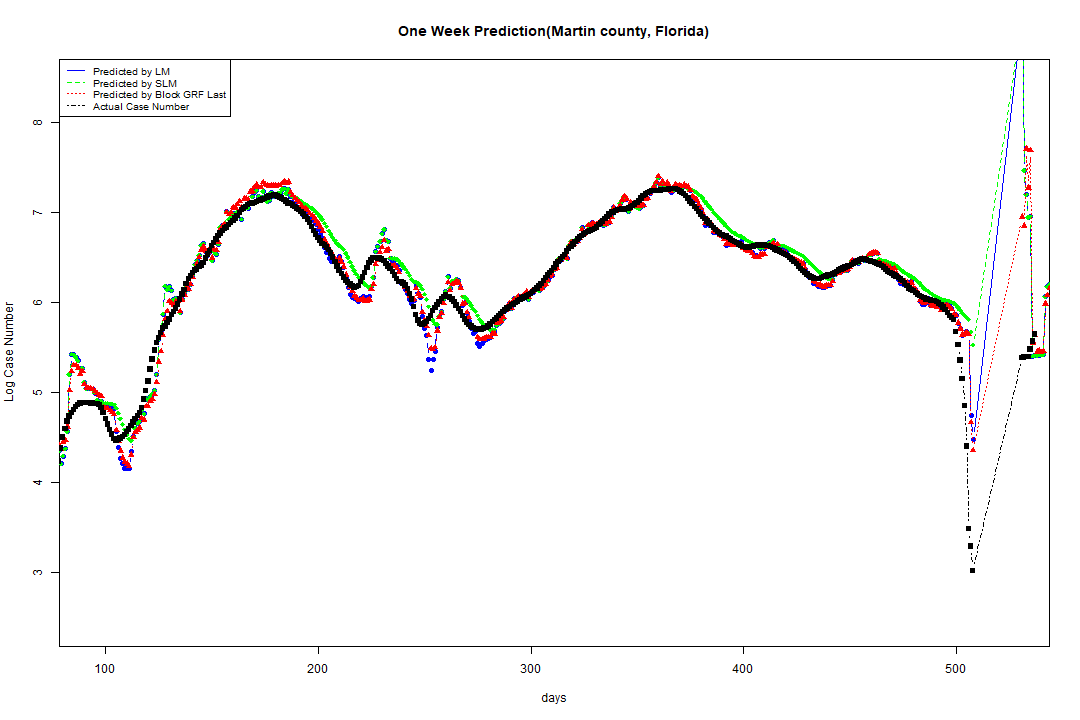 One Week Prediction(Martin county, Florida)
Predicted by LM
Predicted by SLM
Predicted by Block GRF Last
Actual Case Number
8
7
6
5
4
3
Log Case Number
100 200 300 400 500
days